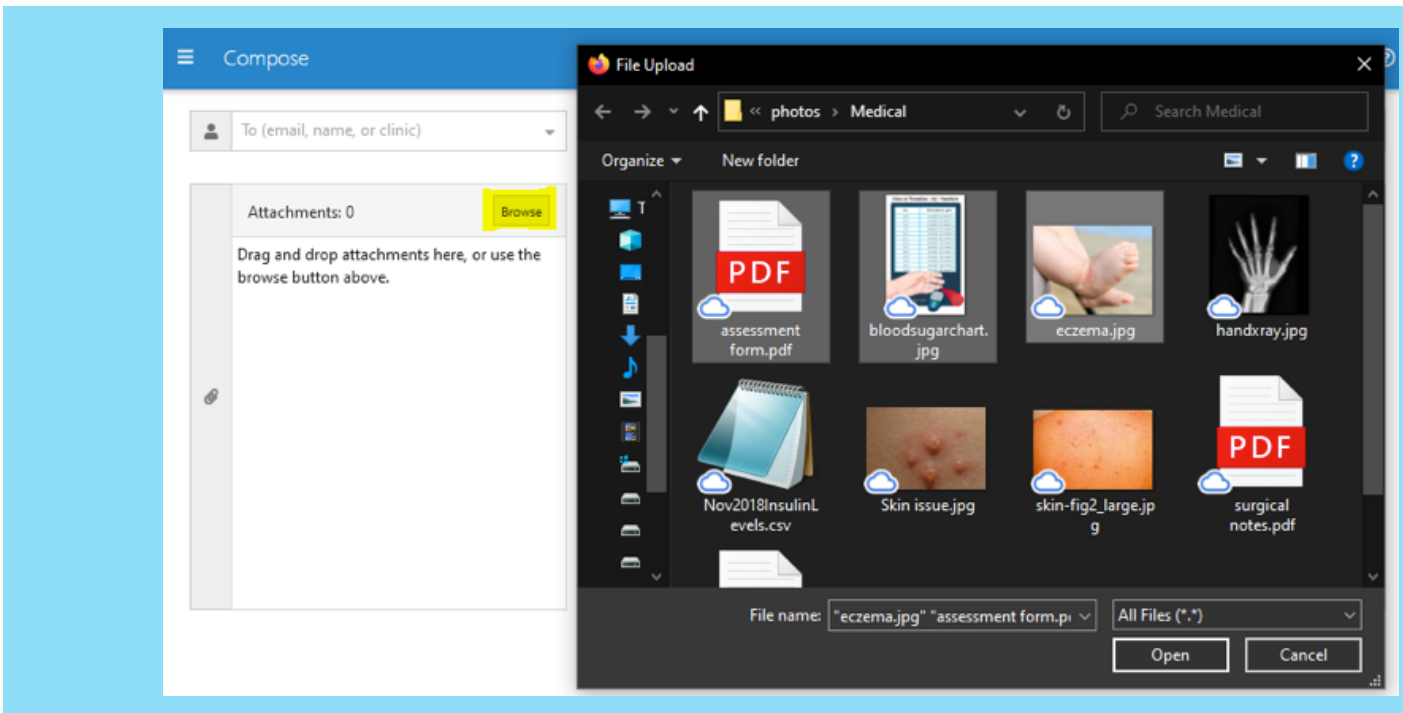 Compose
File Upload
« photos › Medical
Search Medical
To (email, name, or clinic)
Organize
New folder
T
Attachments: 0
Browse
Drag and drop attachments here, or use the
browse button above.
PDF
assessment
form.pdf
bloodsugarchart.
jpg
eczema.jpg
handxray.jpg
Nov2018InsulinL
evels.csv
Skin issue.jpg
skin-fig2_large.jp
g
PDF
surgical
notes.pdf
File name:
"eczema.jpg" "assessment form.p
All Files (*.*)
Open
Cancel